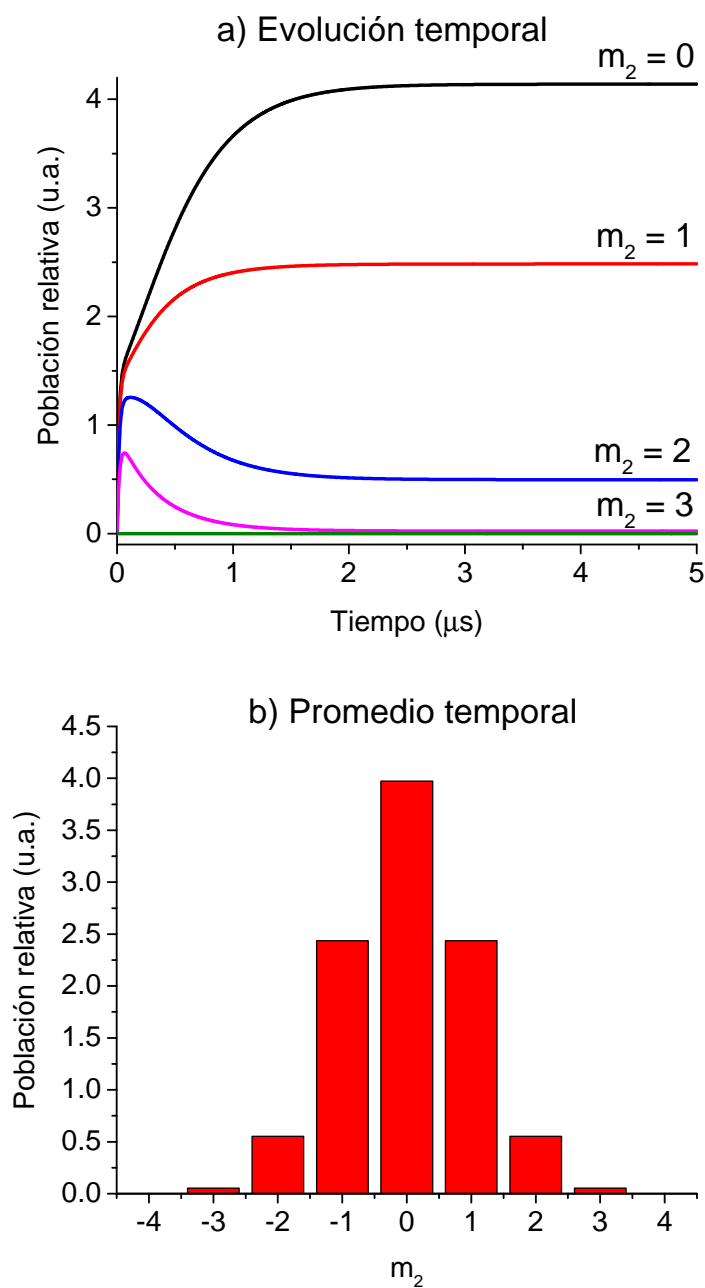 a) Evolución temporal
m₂ = 0
m₂ = 1
m₂ = 2
m₂ = 3
Población relativa (u.a.)
4
3
2
1
0
0 1 2 3 4 5
Tiempo (μs)
b) Promedio temporal
Población relativa (u.a.)
4.5
4.0
3.5
3.0
2.5
2.0
1.5
1.0
0.5
0.0
-4 -3 -2 -1 0 1 2 3 4
m₂